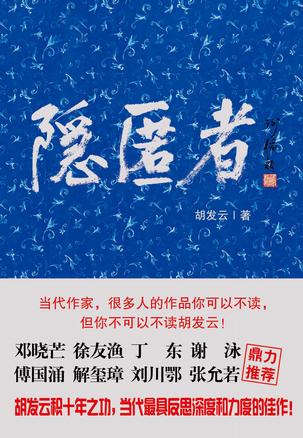 隐匿者
胡发云|著
当代作家，很多人的作品你可以不读，
但你不可以不读胡发云！
邓晓芒 徐友渔 丁 东 谢 泳
傅国涌 解玺璋 刘川鄂 张允若
鼎力
推荐
胡发云积十年之功，当代最具反思深度和力度的佳作！